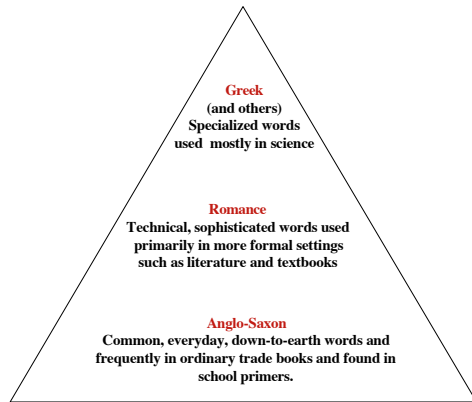 Greek
(and others)
Specialized words
used mostly in science
Romance
Technical, sophisticated words used
primarily in more formal settings
such as literature and textbooks
Anglo-Saxon
Common, everyday, down-to-earth words and
frequently in ordinary trade books and found in
school primers.